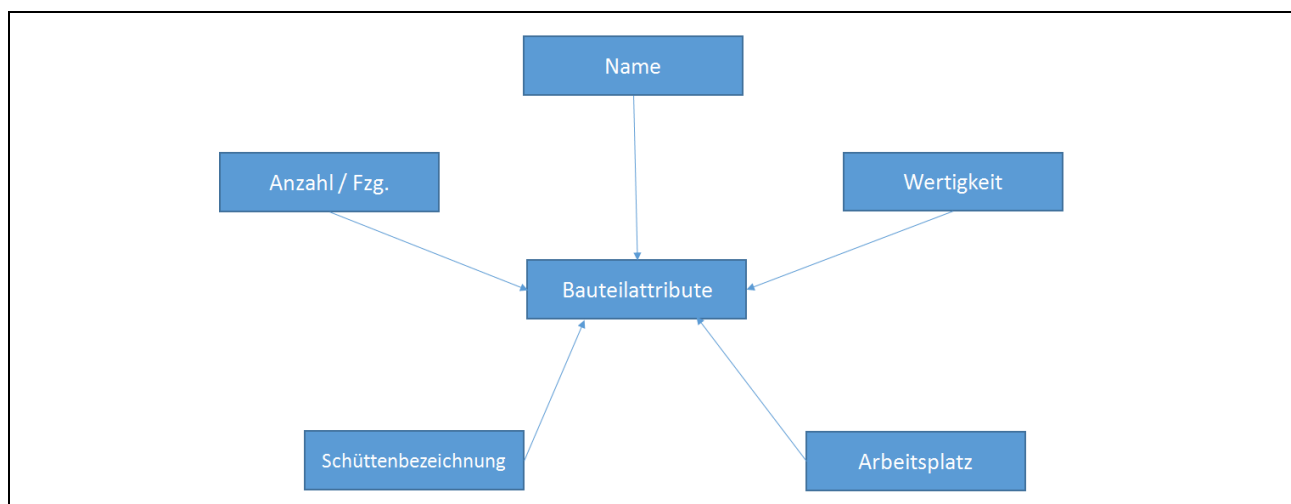 Name
Anzahl / Fzg.
Wertigkeit
Bauteilattribute
Schüttenbezeichnung
Arbeitsplatz